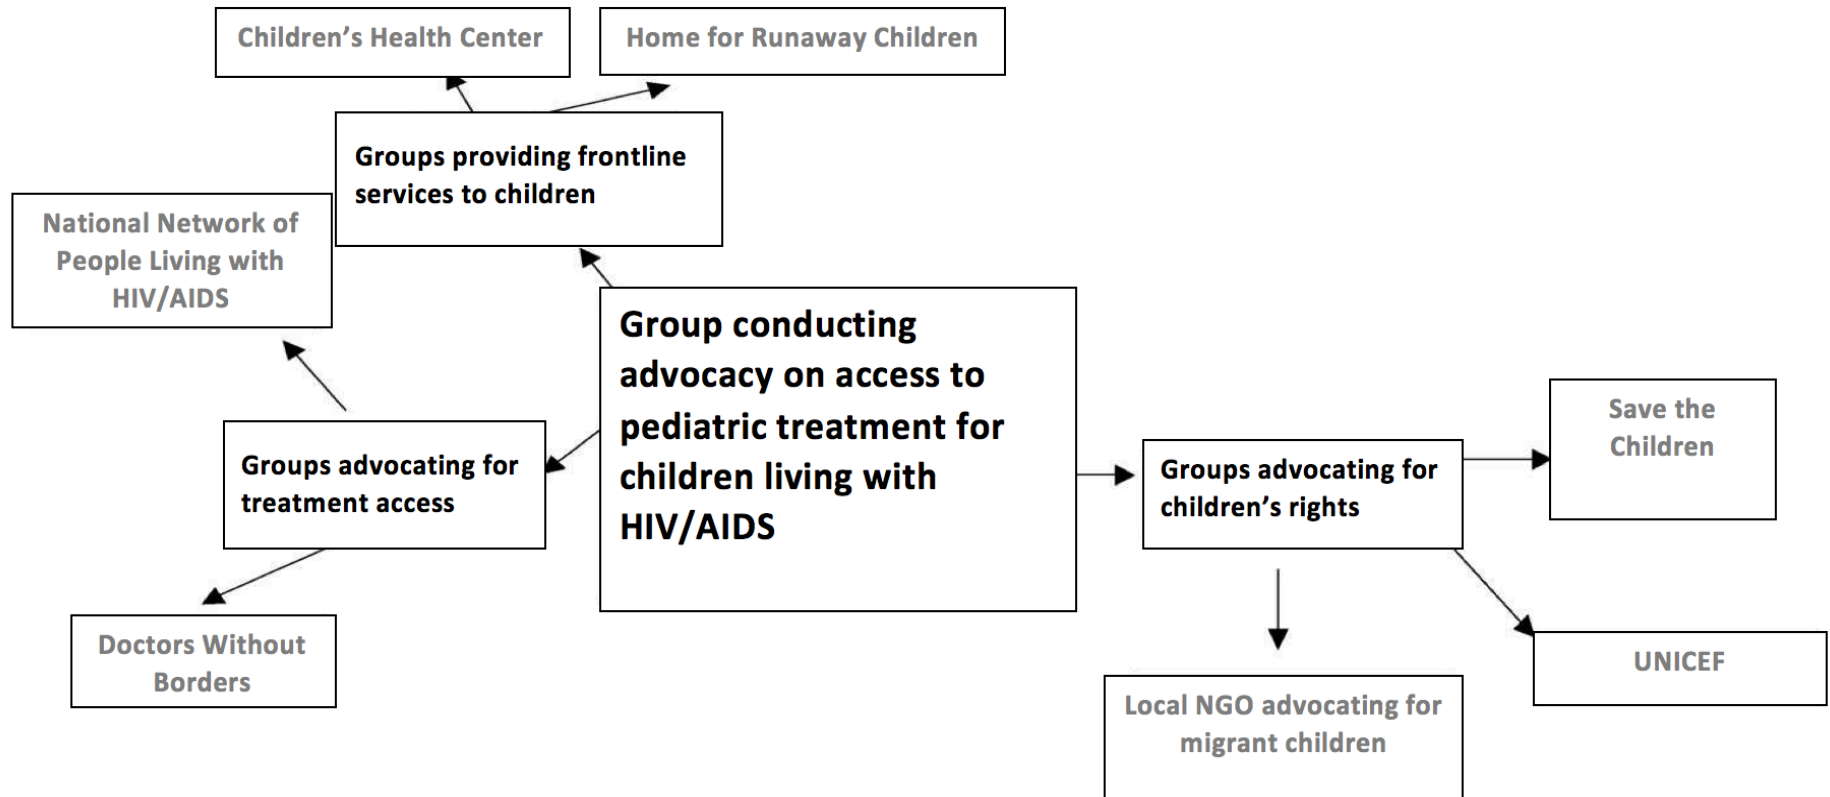 Children’s Health Center
Home for Runaway Children
Groups providing frontline
services to children
National Network of
People Living with
HIV/AIDS
Group conducting
advocacy on access to
pediatric treatment for
children living with
HIV/AIDS
Groups advocating for
treatment access
Groups advocating for
children’s rights
Save the
Children
Doctors Without
Borders
UNICEF
Local NGO advocating for
migrant children